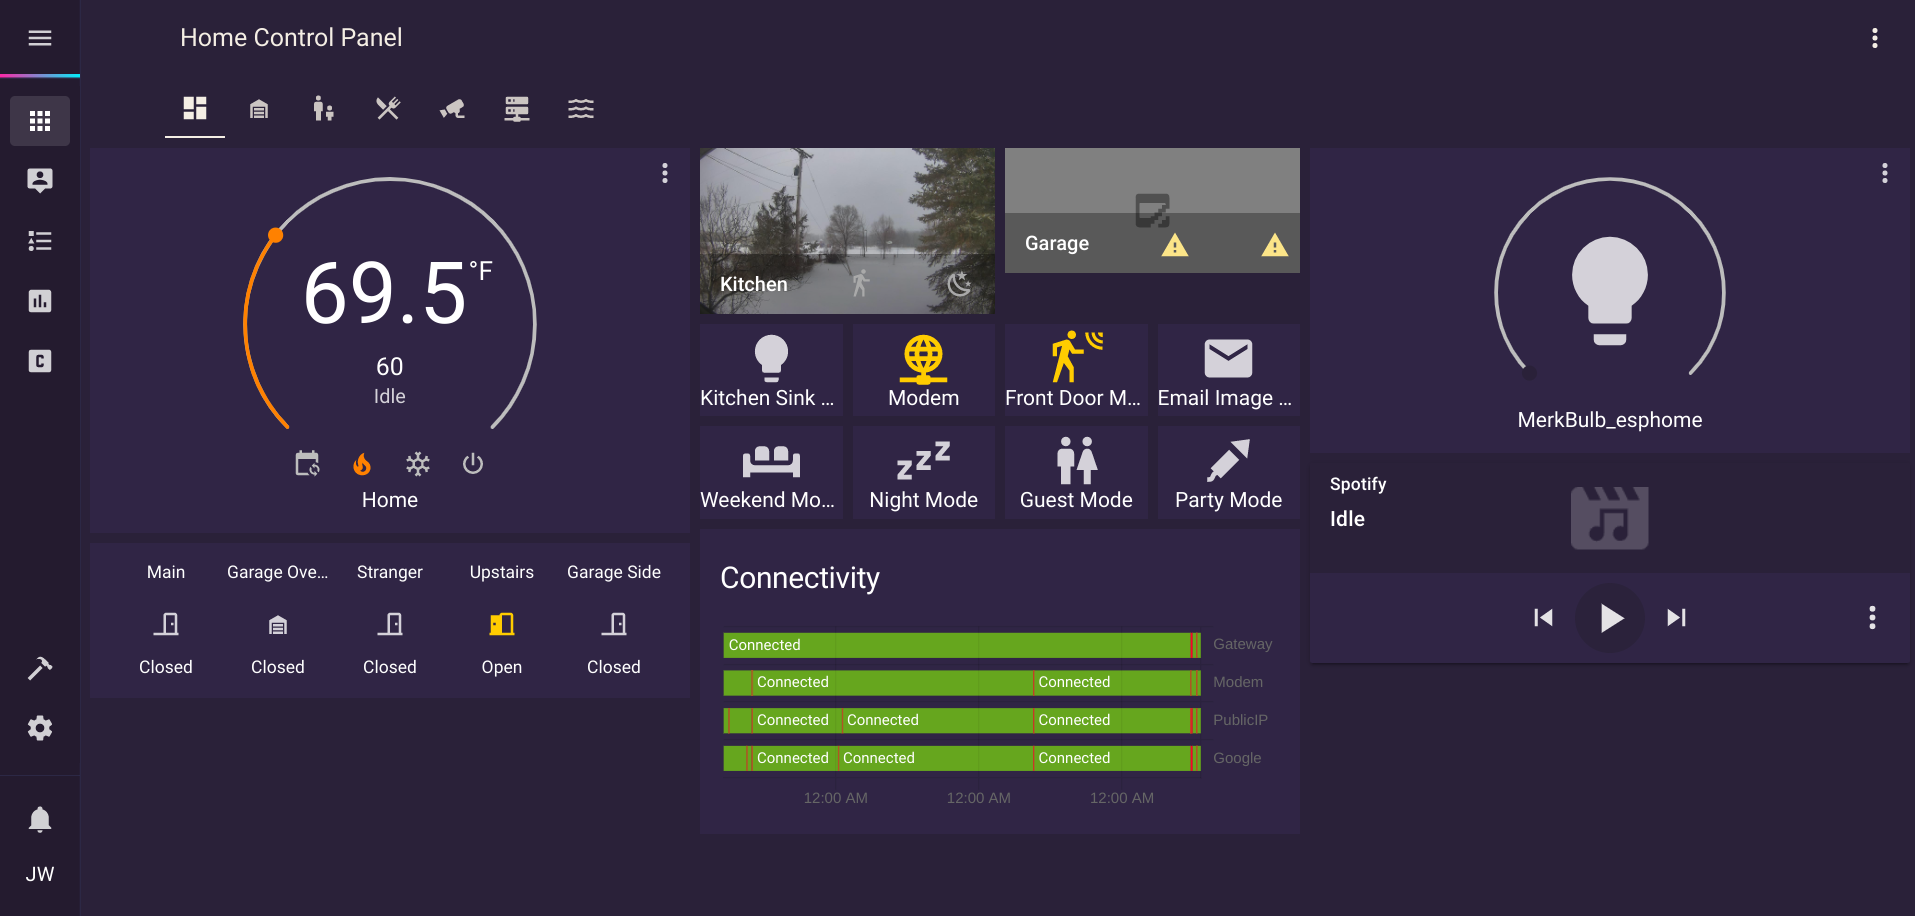 Home Control Panel
69.5 °F
60
Idle
Home
Main
Garage Ove...
Stranger
Upstairs
Garage Side
Closed
Closed
Closed
Open
Closed
Kitchen
Garage
Kitchen Sink ...
Modem
Front Door M...
Email Image ...
Weekend Mo...
Night Mode
Guest Mode
Party Mode
zzz
Connectivity
Connected
Gateway
Connected
Connected
Modem
Connected
Connected
Connected
PublicIP
Connected
Connected
Connected
Google
12:00 AM
12:00 AM
12:00 AM
MerkBulb_esphome
Spotify
Idle
C
JW